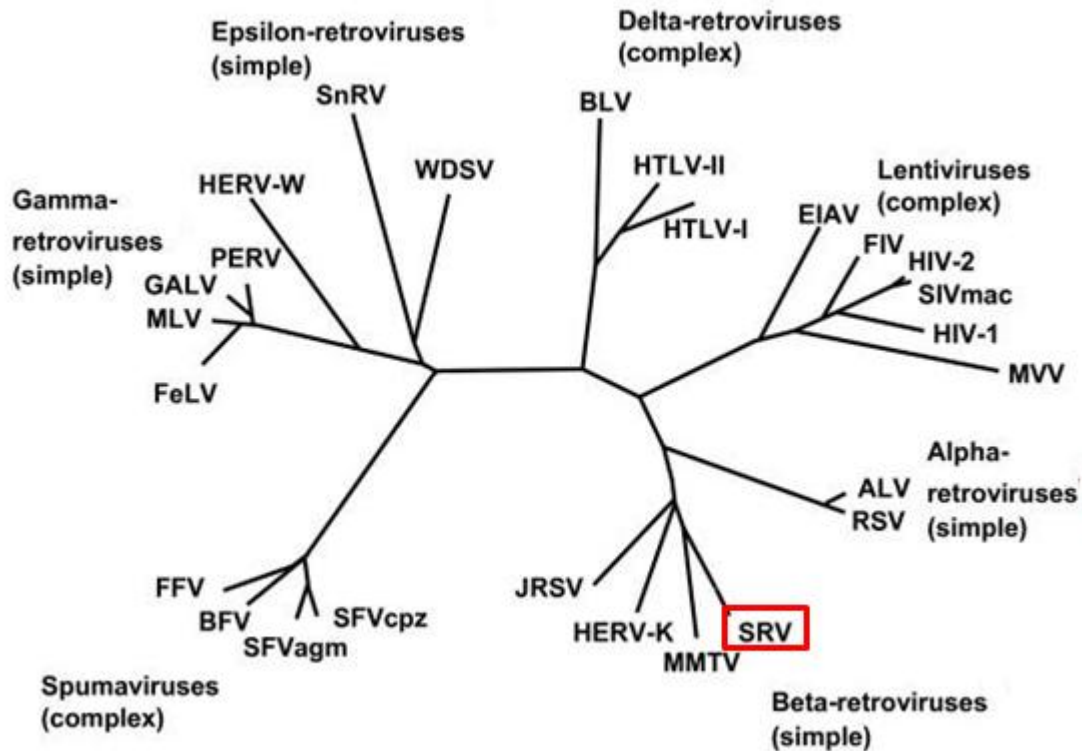 Epsilon-retroviruses
(simple)
SnRV
WDSV
HERV-W
Gamma-
retroviruses
(simple)
PERV
GALV
MLV
FeLV
Delta-retroviruses
(complex)
BLV
HTLV-II
HTLV-I
Lentiviruses
(complex)
EIAV
FIV
HIV-2
SIVmac
HIV-1
MVV
Alpha-
retroviruses
(simple)
ALV
RSV
JRSV
HERV-K
MMTV
SRV
Beta-retroviruses
(simple)
FFV
BFV
SFVagm
SFVcpz
Spumaviruses
(complex)